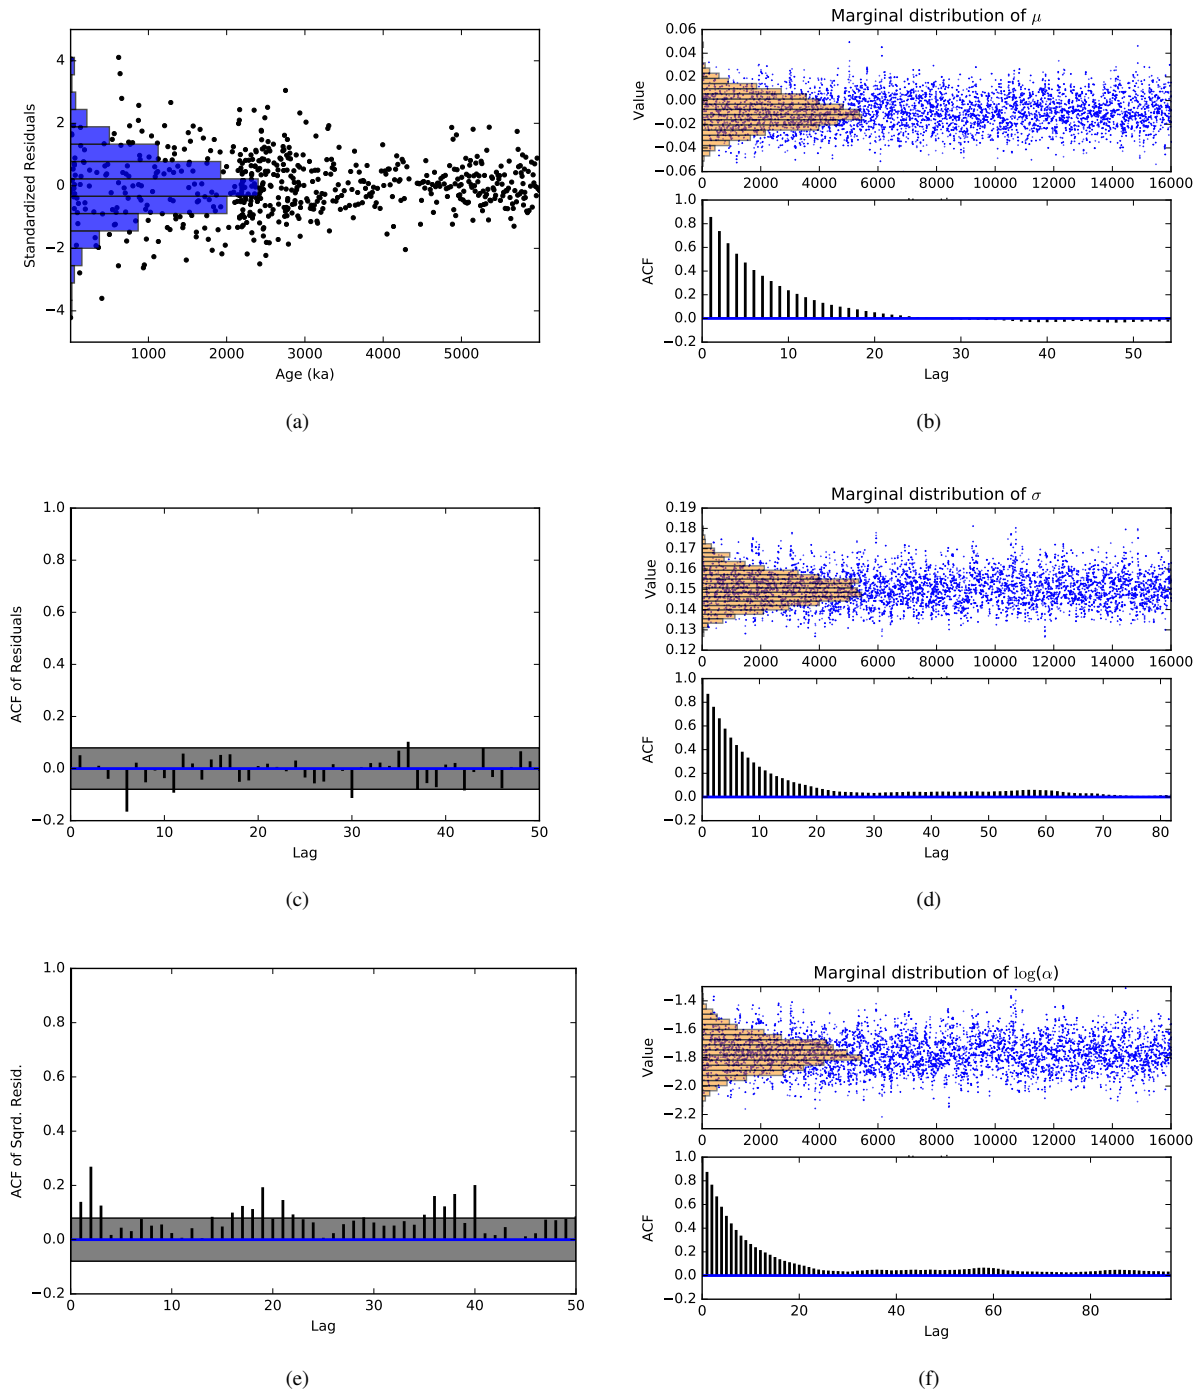 4
2
0
−2
−4
Standardized Residuals
1000 2000 3000 4000 5000
Age (ka)
(a)
Marginal distribution of μ
0.06
0.04
0.02
0.00
−0.02
−0.04
−0.06
Value
0 2000 4000 6000 8000 10000 12000 14000 16000
1.0
0.8
0.6
0.4
0.2
0.0
−0.2
ACF
0 10 20 30 40 50
Lag
(b)
1.0
0.8
0.6
0.4
0.2
0.0
−0.2
ACF of Residuals
0 10 20 30 40 50
Lag
(c)
Marginal distribution of σ
0.19
0.18
0.17
0.16
0.15
0.14
0.13
0.12
Value
0 2000 4000 6000 8000 10000 12000 14000 16000
1.0
0.8
0.6
0.4
0.2
0.0
−0.2
ACF
0 10 20 30 40 50 60 70 80
Lag
(d)
1.0
0.8
0.6
0.4
0.2
0.0
−0.2
ACF of Sqrd. Resid.
0 10 20 30 40 50
Lag
(e)
Marginal distribution of log(α)
−1.4
−1.6
−1.8
−2.0
−2.2
Value
0 2000 4000 6000 8000 10000 12000 14000 16000
1.0
0.8
0.6
0.4
0.2
0.0
−0.2
ACF
0 20 40 60 80
Lag
(f)